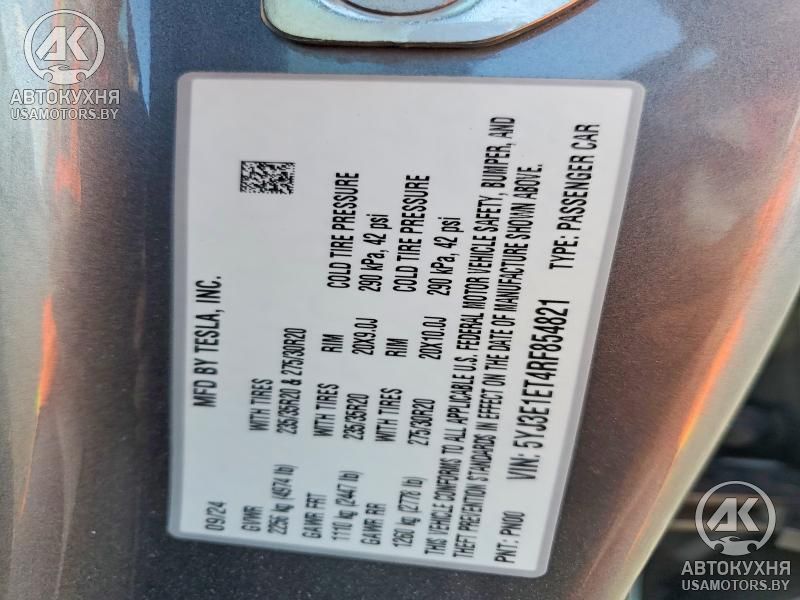 AK
АВТОКУХНЯ
USAMOTORS.BY
MFD BY TESLA, INC.
09/24
GVWR WITH TIRES
2256 kg (4974 lb) 235/35R20 & 275/30R20
GAWR FRT WITH TIRES RIM COLD TIRE PRESSURE
1110 kg (2447 lb) 235/35R20 20X9.0J 290 kPa, 42 psi
GAWR RR WITH TIRES RIM COLD TIRE PRESSURE
1260 kg (2778 lb) 275/30R20 20X10.0J 290 kPa, 42 psi
THIS VEHICLE CONFORMS TO ALL APPLICABLE U.S. FEDERAL MOTOR VEHICLE SAFETY, BUMPER, AND
THEFT PREVENTION STANDARDS IN EFFECT ON THE DATE OF MANUFACTURE SHOWN ABOVE.
VIN: 5YJ3E1ET4RF854821
PNT: PN00 TYPE: PASSENGER CAR
AK
АВТОКУХНЯ
USAMOTORS.BY